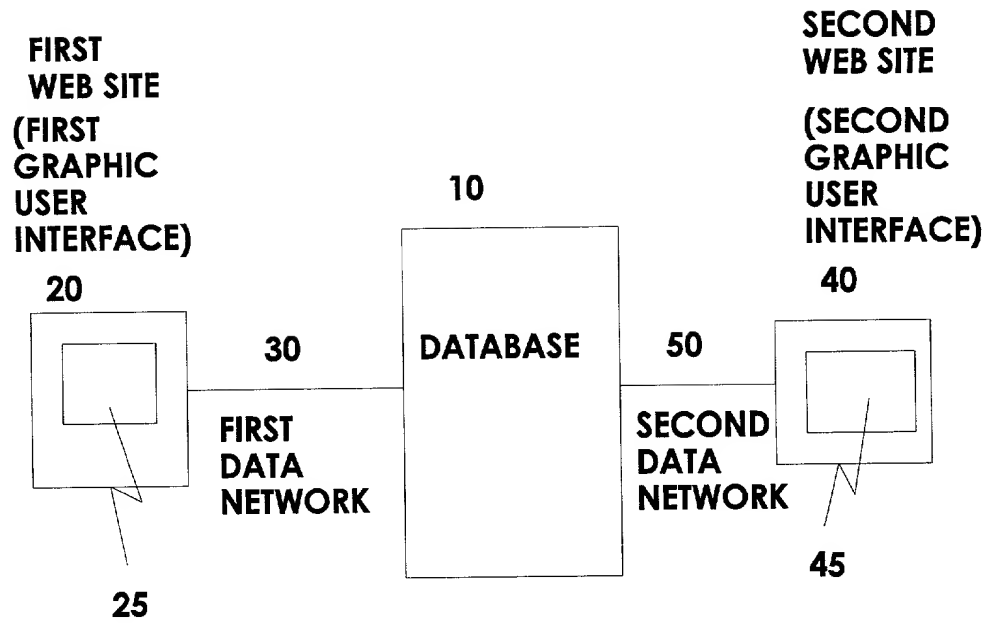 FIRST
WEB SITE
(FIRST
GRAPHIC
USER
INTERFACE)
20
SECOND
WEB SITE
(SECOND
GRAPHIC
USER
INTERFACE)
40
10
DATABASE
30
FIRST
DATA
NETWORK
50
SECOND
DATA
NETWORK
25
45